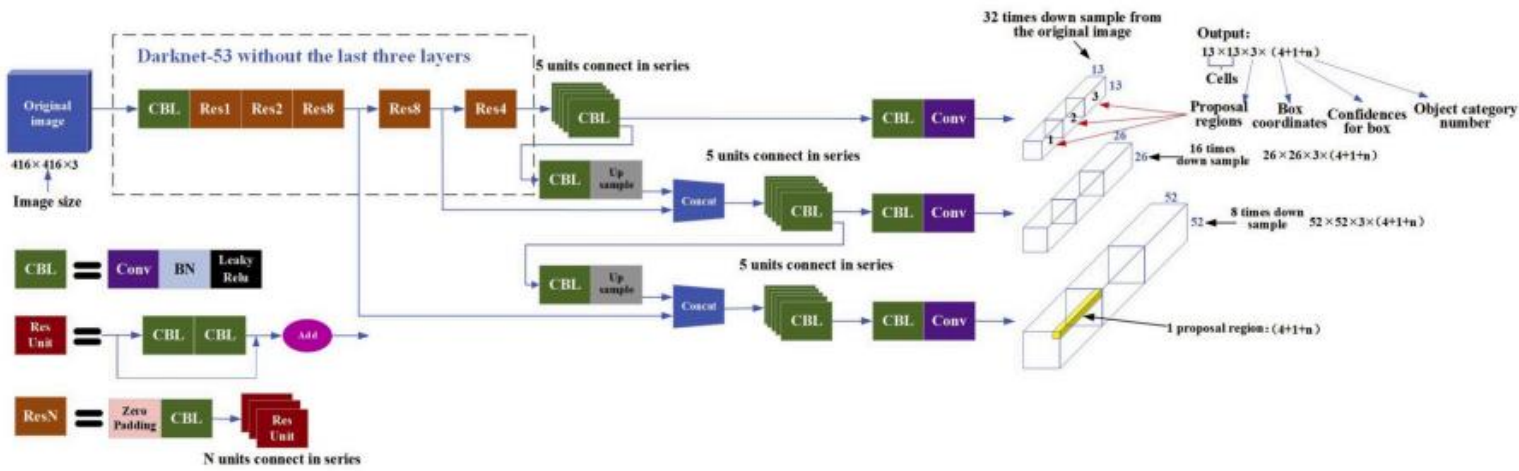 Darknet-53 without the last three layers
Original
image
416×416×3
Image size
CBL
Res1
Res2
Res8
Res8
Res4
5 units connect in series
CBL
CBL
Conv
32 times down sample from
the original image
13
13
1
2
3
Output:
13×13×3×(4+1+n)
Cells
Proposal
regions
Box
coordinates
Confidences
for box
Object category
number
CBL
Up
sample
Concat
5 units connect in series
CBL
CBL
Conv
26
26
16 times
down sample
26×26×3×(4+1+n)
CBL
Up
sample
Concat
5 units connect in series
CBL
CBL
Conv
52
52
8 times down
sample
52×52×3×(4+1+n)
1 proposal region: (4+1+n)
CBL
=
Conv
BN
Leaky
Relu
Res
Unit
=
CBL
CBL
Add
ResN
=
Zero
Padding
CBL
Res
Unit
N units connect in series